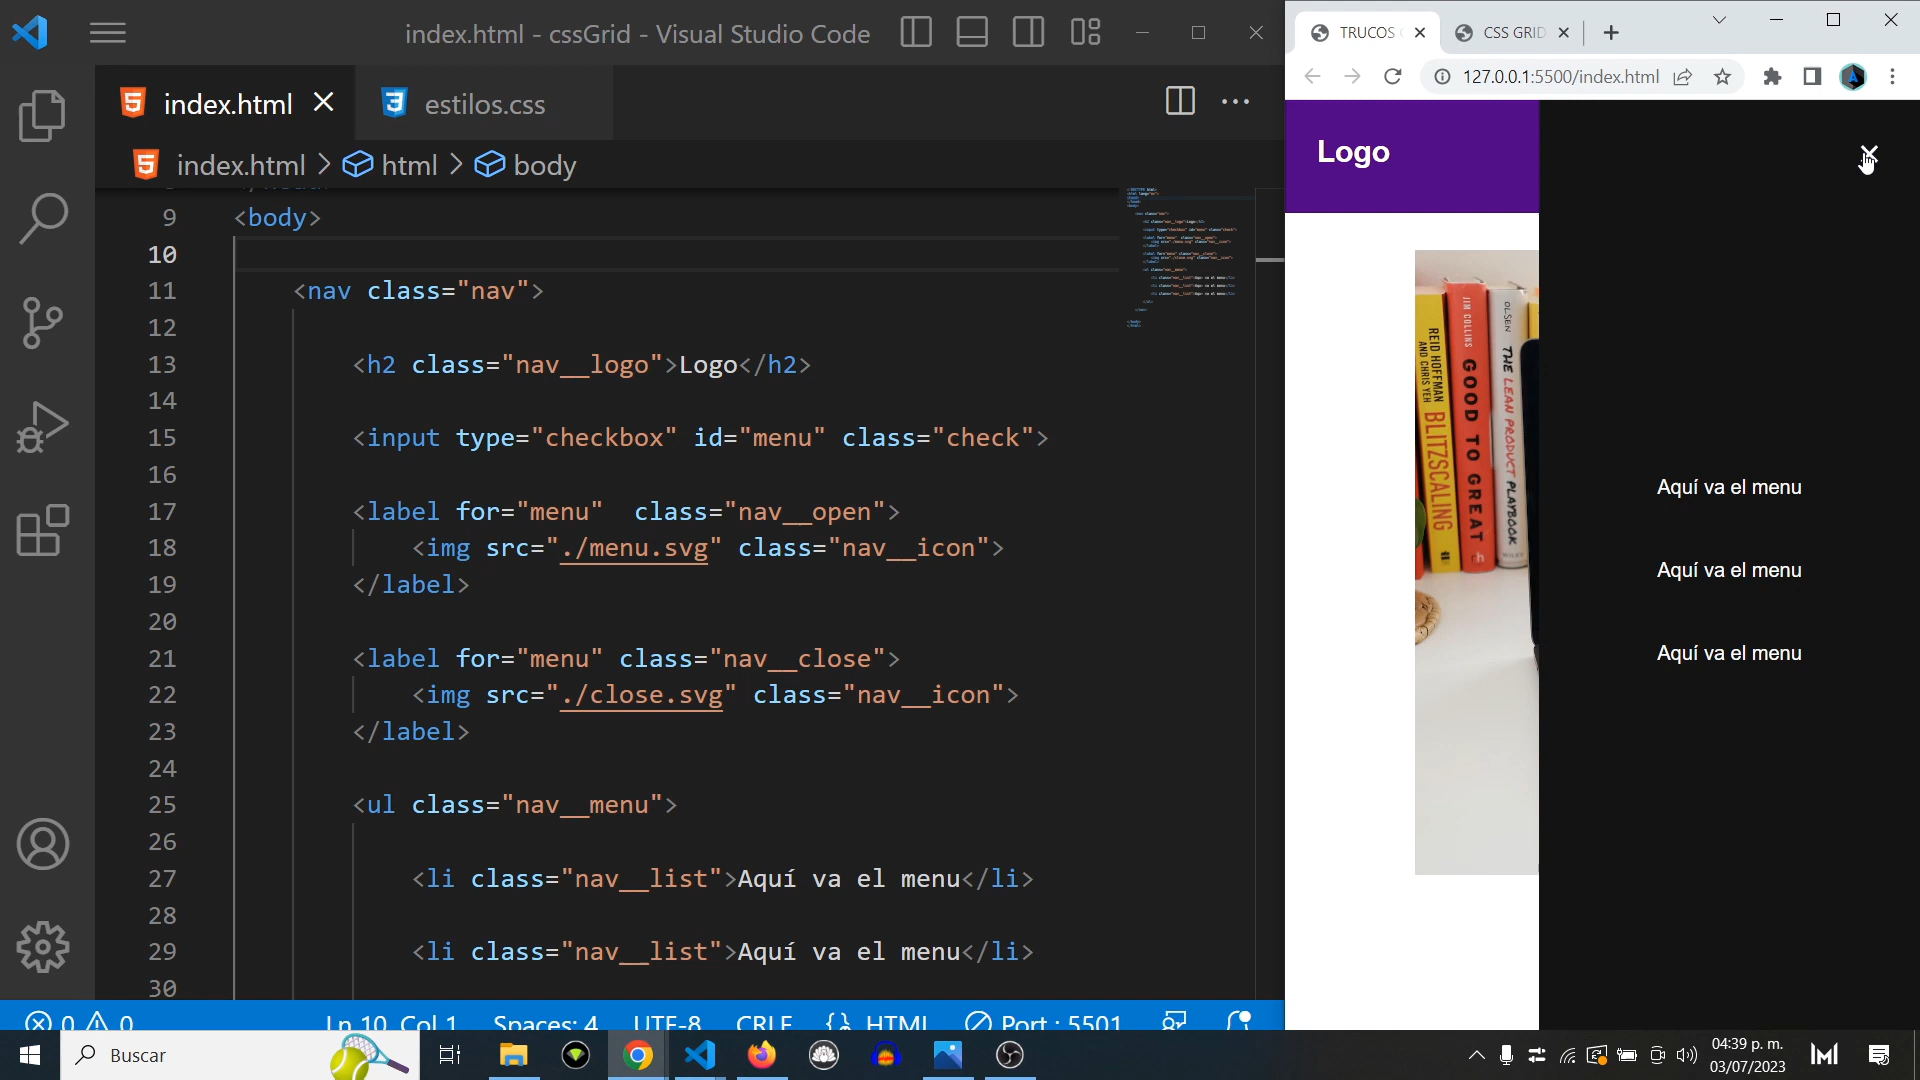 index.html - cssGrid - Visual Studio Code
index.html
estilos.css
index.html > html > body
9 <body>
10
11 <nav class="nav">
12
13 <h2 class="nav__logo">Logo</h2>
14
15 <input type="checkbox" id="menu" class="check">
16
17 <label for="menu"  class="nav__open">
18 <img src="./menu.svg" class="nav__icon">
19 </label>
20
21 <label for="menu" class="nav__close">
22 <img src="./close.svg" class="nav__icon">
23 </label>
24
25 <ul class="nav__menu">
26
27 <li class="nav__list">Aquí va el menu</li>
28
29 <li class="nav__list">Aquí va el menu</li>
30
0 0 Ln 10, Col 1 Spaces: 4 UTF-8 CRLF HTML Port : 5501
TRUCOS
CSS GRID
127.0.0.1:5500/index.html
Logo
REID HOFFMAN
AND CHRIS YEH
BLITZSCALING
JIM COLLINS
GOOD TO GREAT
OLSEN
THE LEAN PRODUCT PLAYBOOK
WILEY
Aquí va el menu
Aquí va el menu
Aquí va el menu
Buscar
04:39 p. m.
03/07/2023